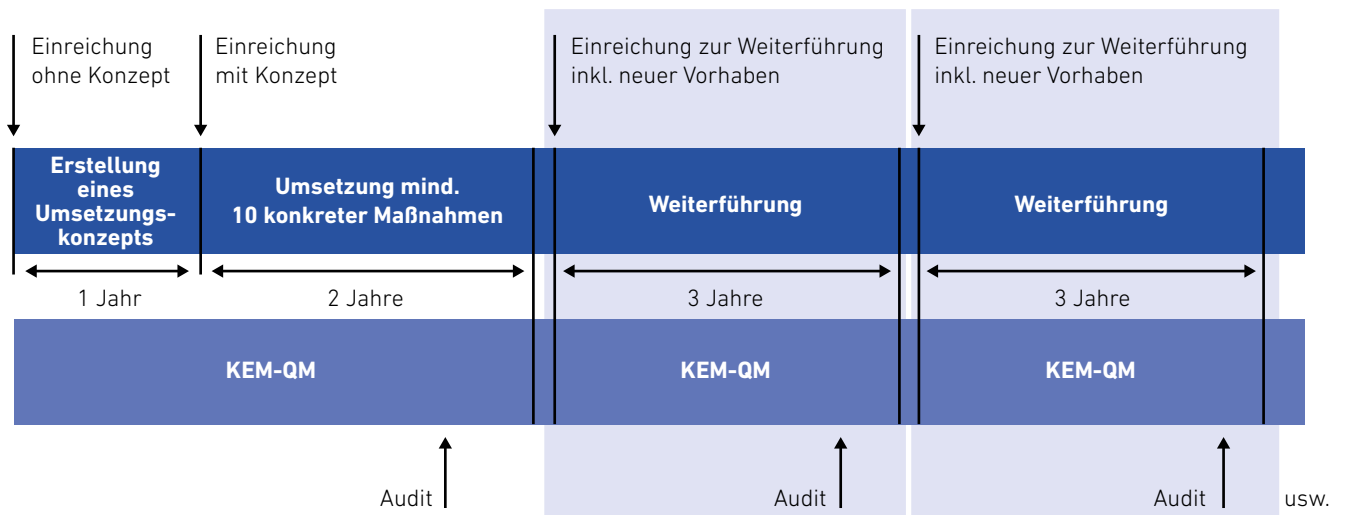 Einreichung
ohne Konzept
Einreichung
mit Konzept
Einreichung zur Weiterführung
inkl. neuer Vorhaben
Einreichung zur Weiterführung
inkl. neuer Vorhaben
Erstellung
eines
Umsetzungs-
konzepts
Umsetzung mind.
10 konkreter Maßnahmen
Weiterführung
Weiterführung
1 Jahr
2 Jahre
3 Jahre
3 Jahre
KEM-QM
KEM-QM
KEM-QM
Audit
Audit
Audit
usw.